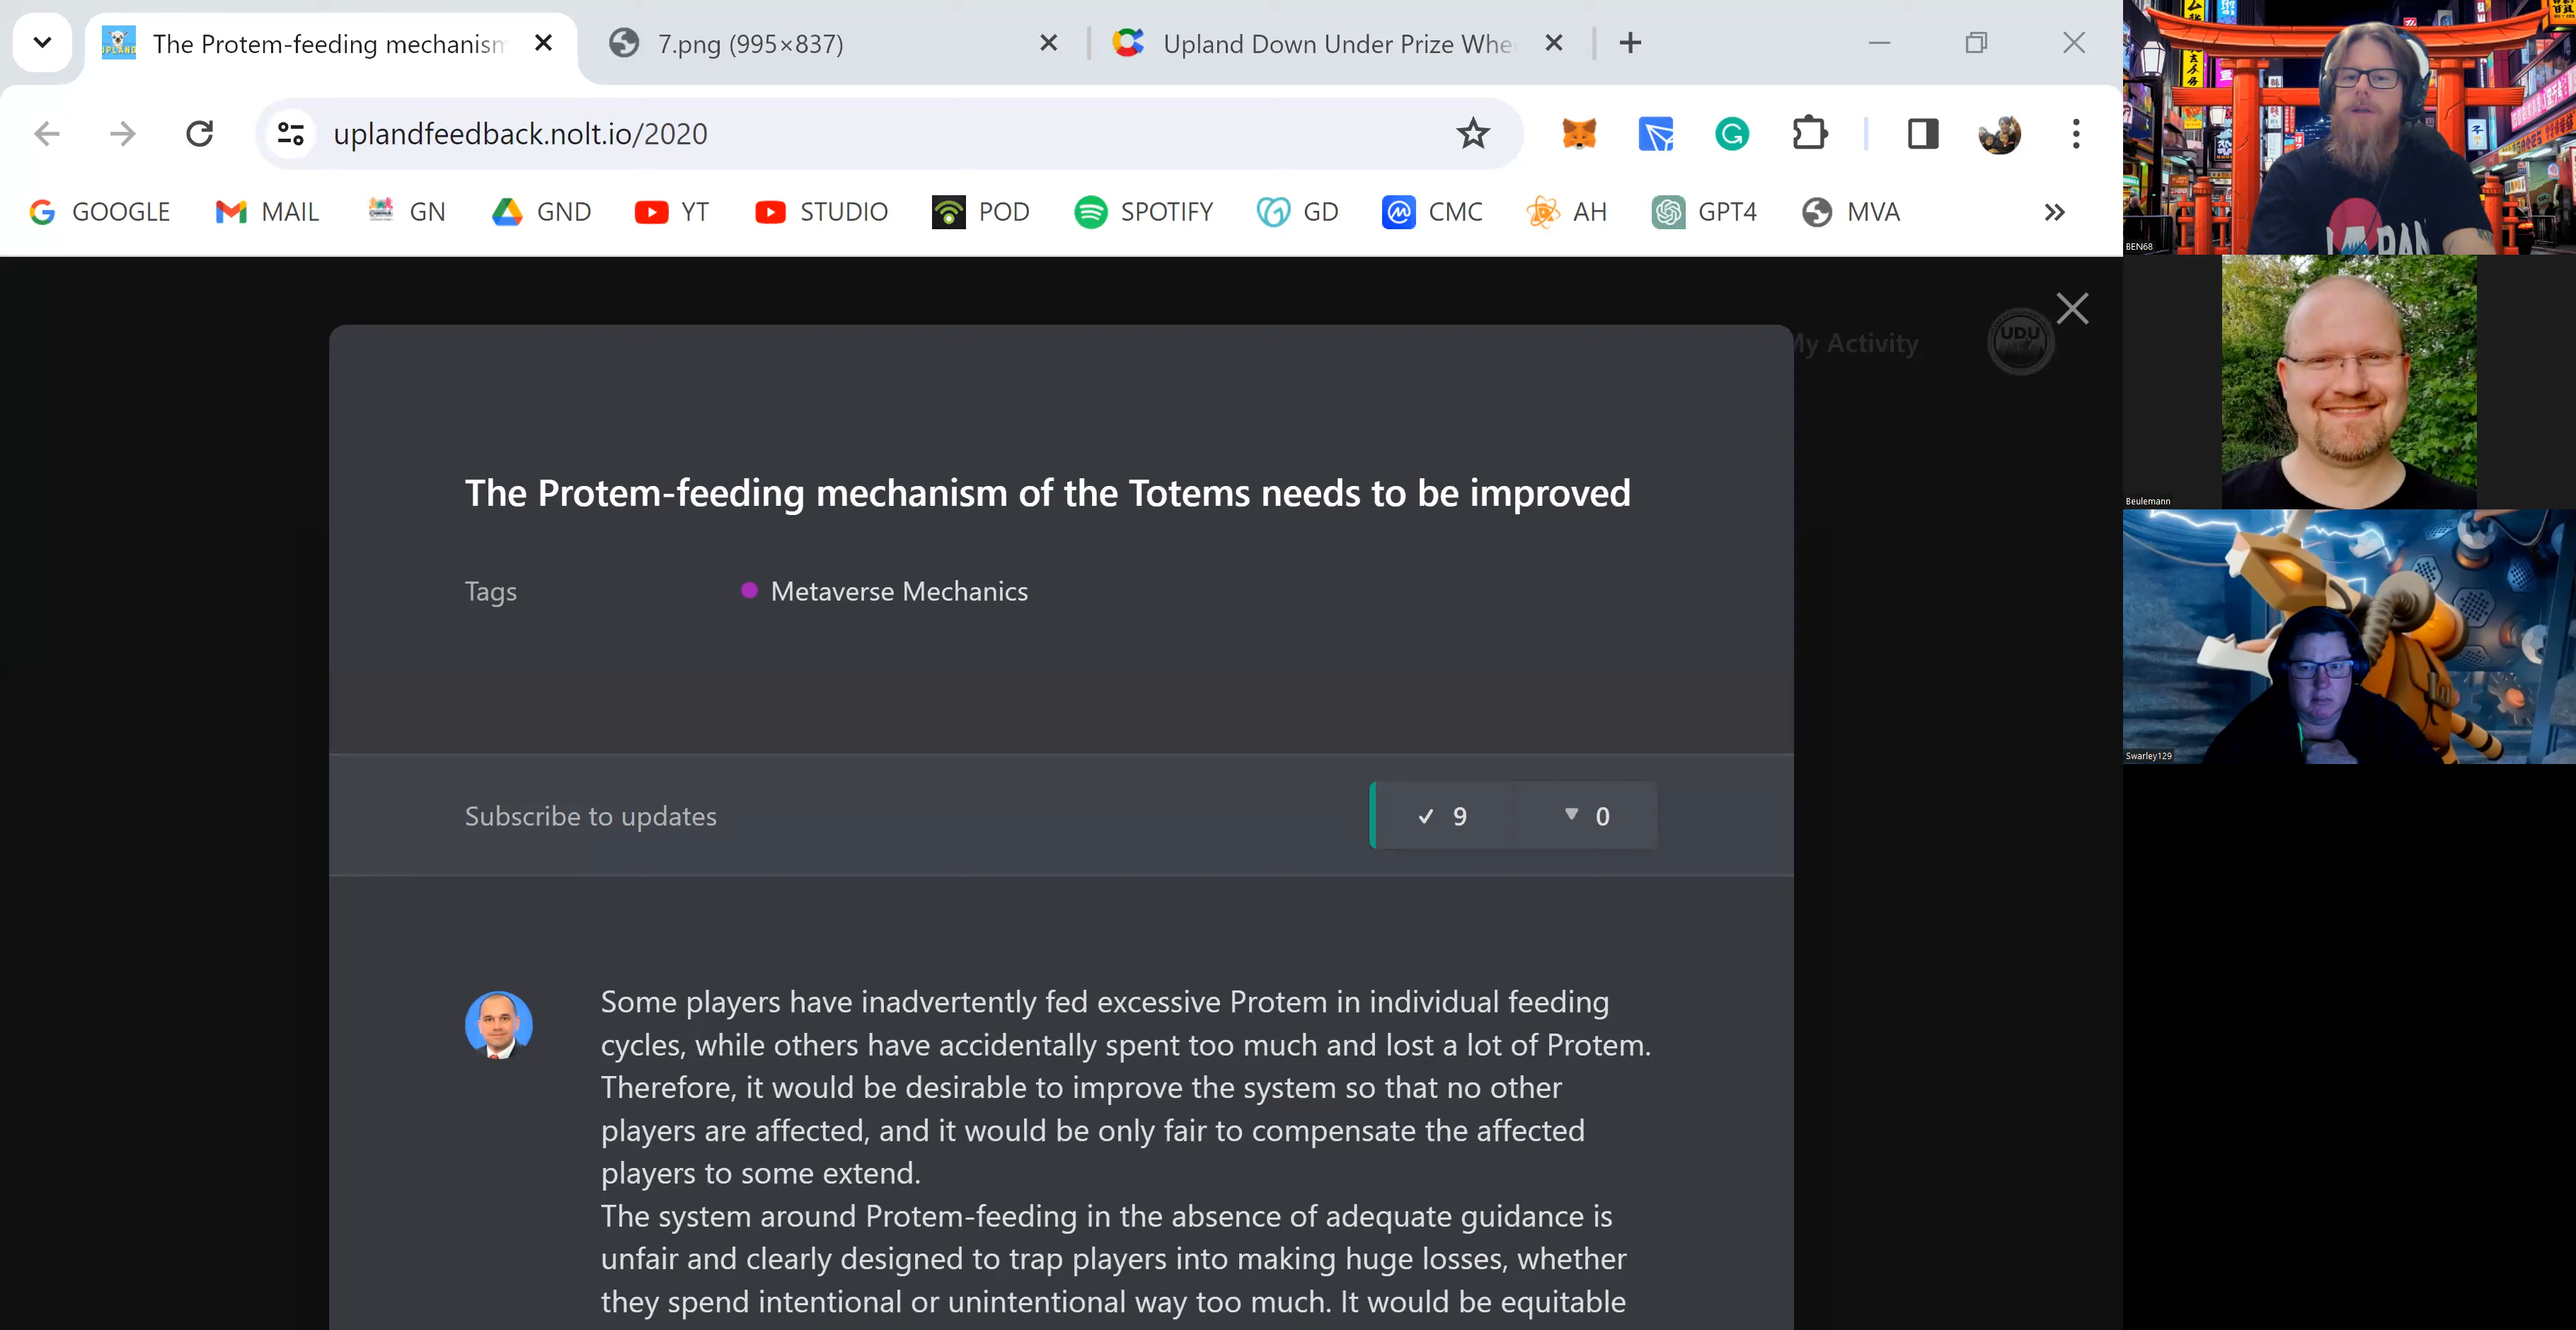 The Protem-feeding mechanism
7.png (995×837)
Upland Down Under Prize Whe
uplandfeedback.nolt.io/2020
GOOGLE
MAIL
GN
GND
YT
STUDIO
POD
SPOTIFY
GD
CMC
AH
GPT4
MVA
My Activity
UDU
The Protem-feeding mechanism of the Totems needs to be improved
Tags
Metaverse Mechanics
Subscribe to updates
9
0
Some players have inadvertently fed excessive Protem in individual feeding
cycles, while others have accidentally spent too much and lost a lot of Protem.
Therefore, it would be desirable to improve the system so that no other
players are affected, and it would be only fair to compensate the affected
players to some extend.
The system around Protem-feeding in the absence of adequate guidance is
unfair and clearly designed to trap players into making huge losses, whether
they spend intentional or unintentional way too much. It would be equitable
JAPAN
BEN68
Beulemann
Swarley129